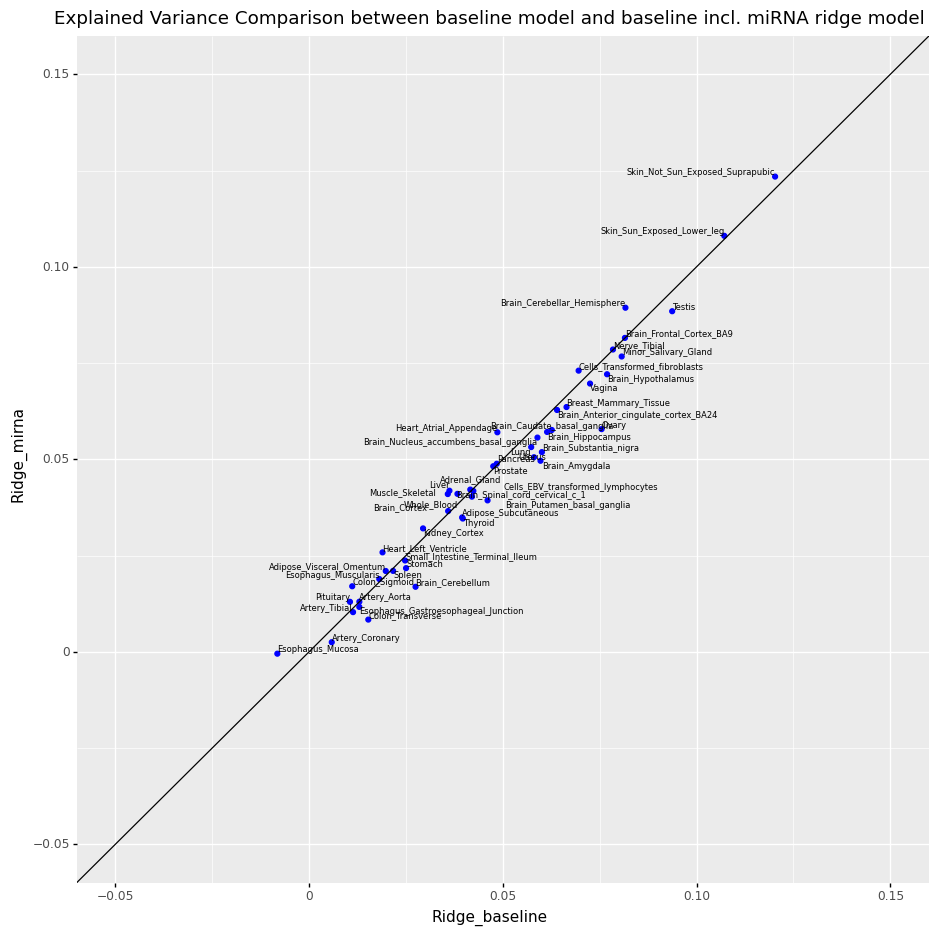 Explained Variance Comparison between baseline model and baseline incl. miRNA ridge model
0.15
Skin_Not_Sun_Exposed_Suprapubic
0.10
Skin_Sun_Exposed_Lower_leg
Brain_Cerebellar_Hemisphere
Testis
Brain_Frontal_Cortex_BA9
Nerve_Tibial
Minor_Salivary_Gland
Cells_Transformed_fibroblasts
Brain_Hypothalamus
Vagina
Breast_Mammary_Tissue
Brain_Anterior_cingulate_cortex_BA24
Heart_Atrial_Appendage
Brain_Caudate_basal_ganglia
Ovary
Brain_Hippocampus
Brain_Nucleus_accumbens_basal_ganglia
Brain_Substantia_nigra
Lung
Uterus
Pancreas
0.05
Brain_Amygdala
Prostate
Adrenal_Gland
Liver
Cells_EBV_transformed_lymphocytes
Muscle_Skeletal
Brain_Spinal_cord_cervical_c_1
Whole_Blood
Brain_Putamen_basal_ganglia
Brain_Cortex
Adipose_Subcutaneous
Thyroid
Kidney_Cortex
Heart_Left_Ventricle
Small_Intestine_Terminal_Ileum
Stomach
Adipose_Visceral_Omentum
Esophagus_Muscularis
Spleen
Colon_Sigmoid
Brain_Cerebellum
Pituitary
Artery_Aorta
Artery_Tibial
Esophagus_Gastroesophageal_Junction
Colon_Transverse
Artery_Coronary
Esophagus_Mucosa
0
−0.05
−0.05
0
0.05
0.10
0.15
Ridge_baseline
Ridge_mirna